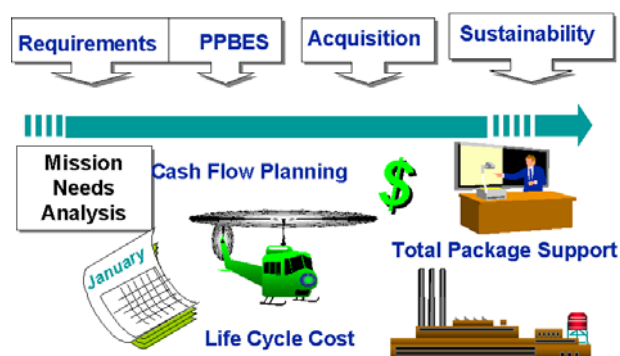 Requirements
PPBES
Acquisition
Sustainability
Mission
Needs
Analysis
Cash Flow Planning
$
January
Total Package Support
Life Cycle Cost